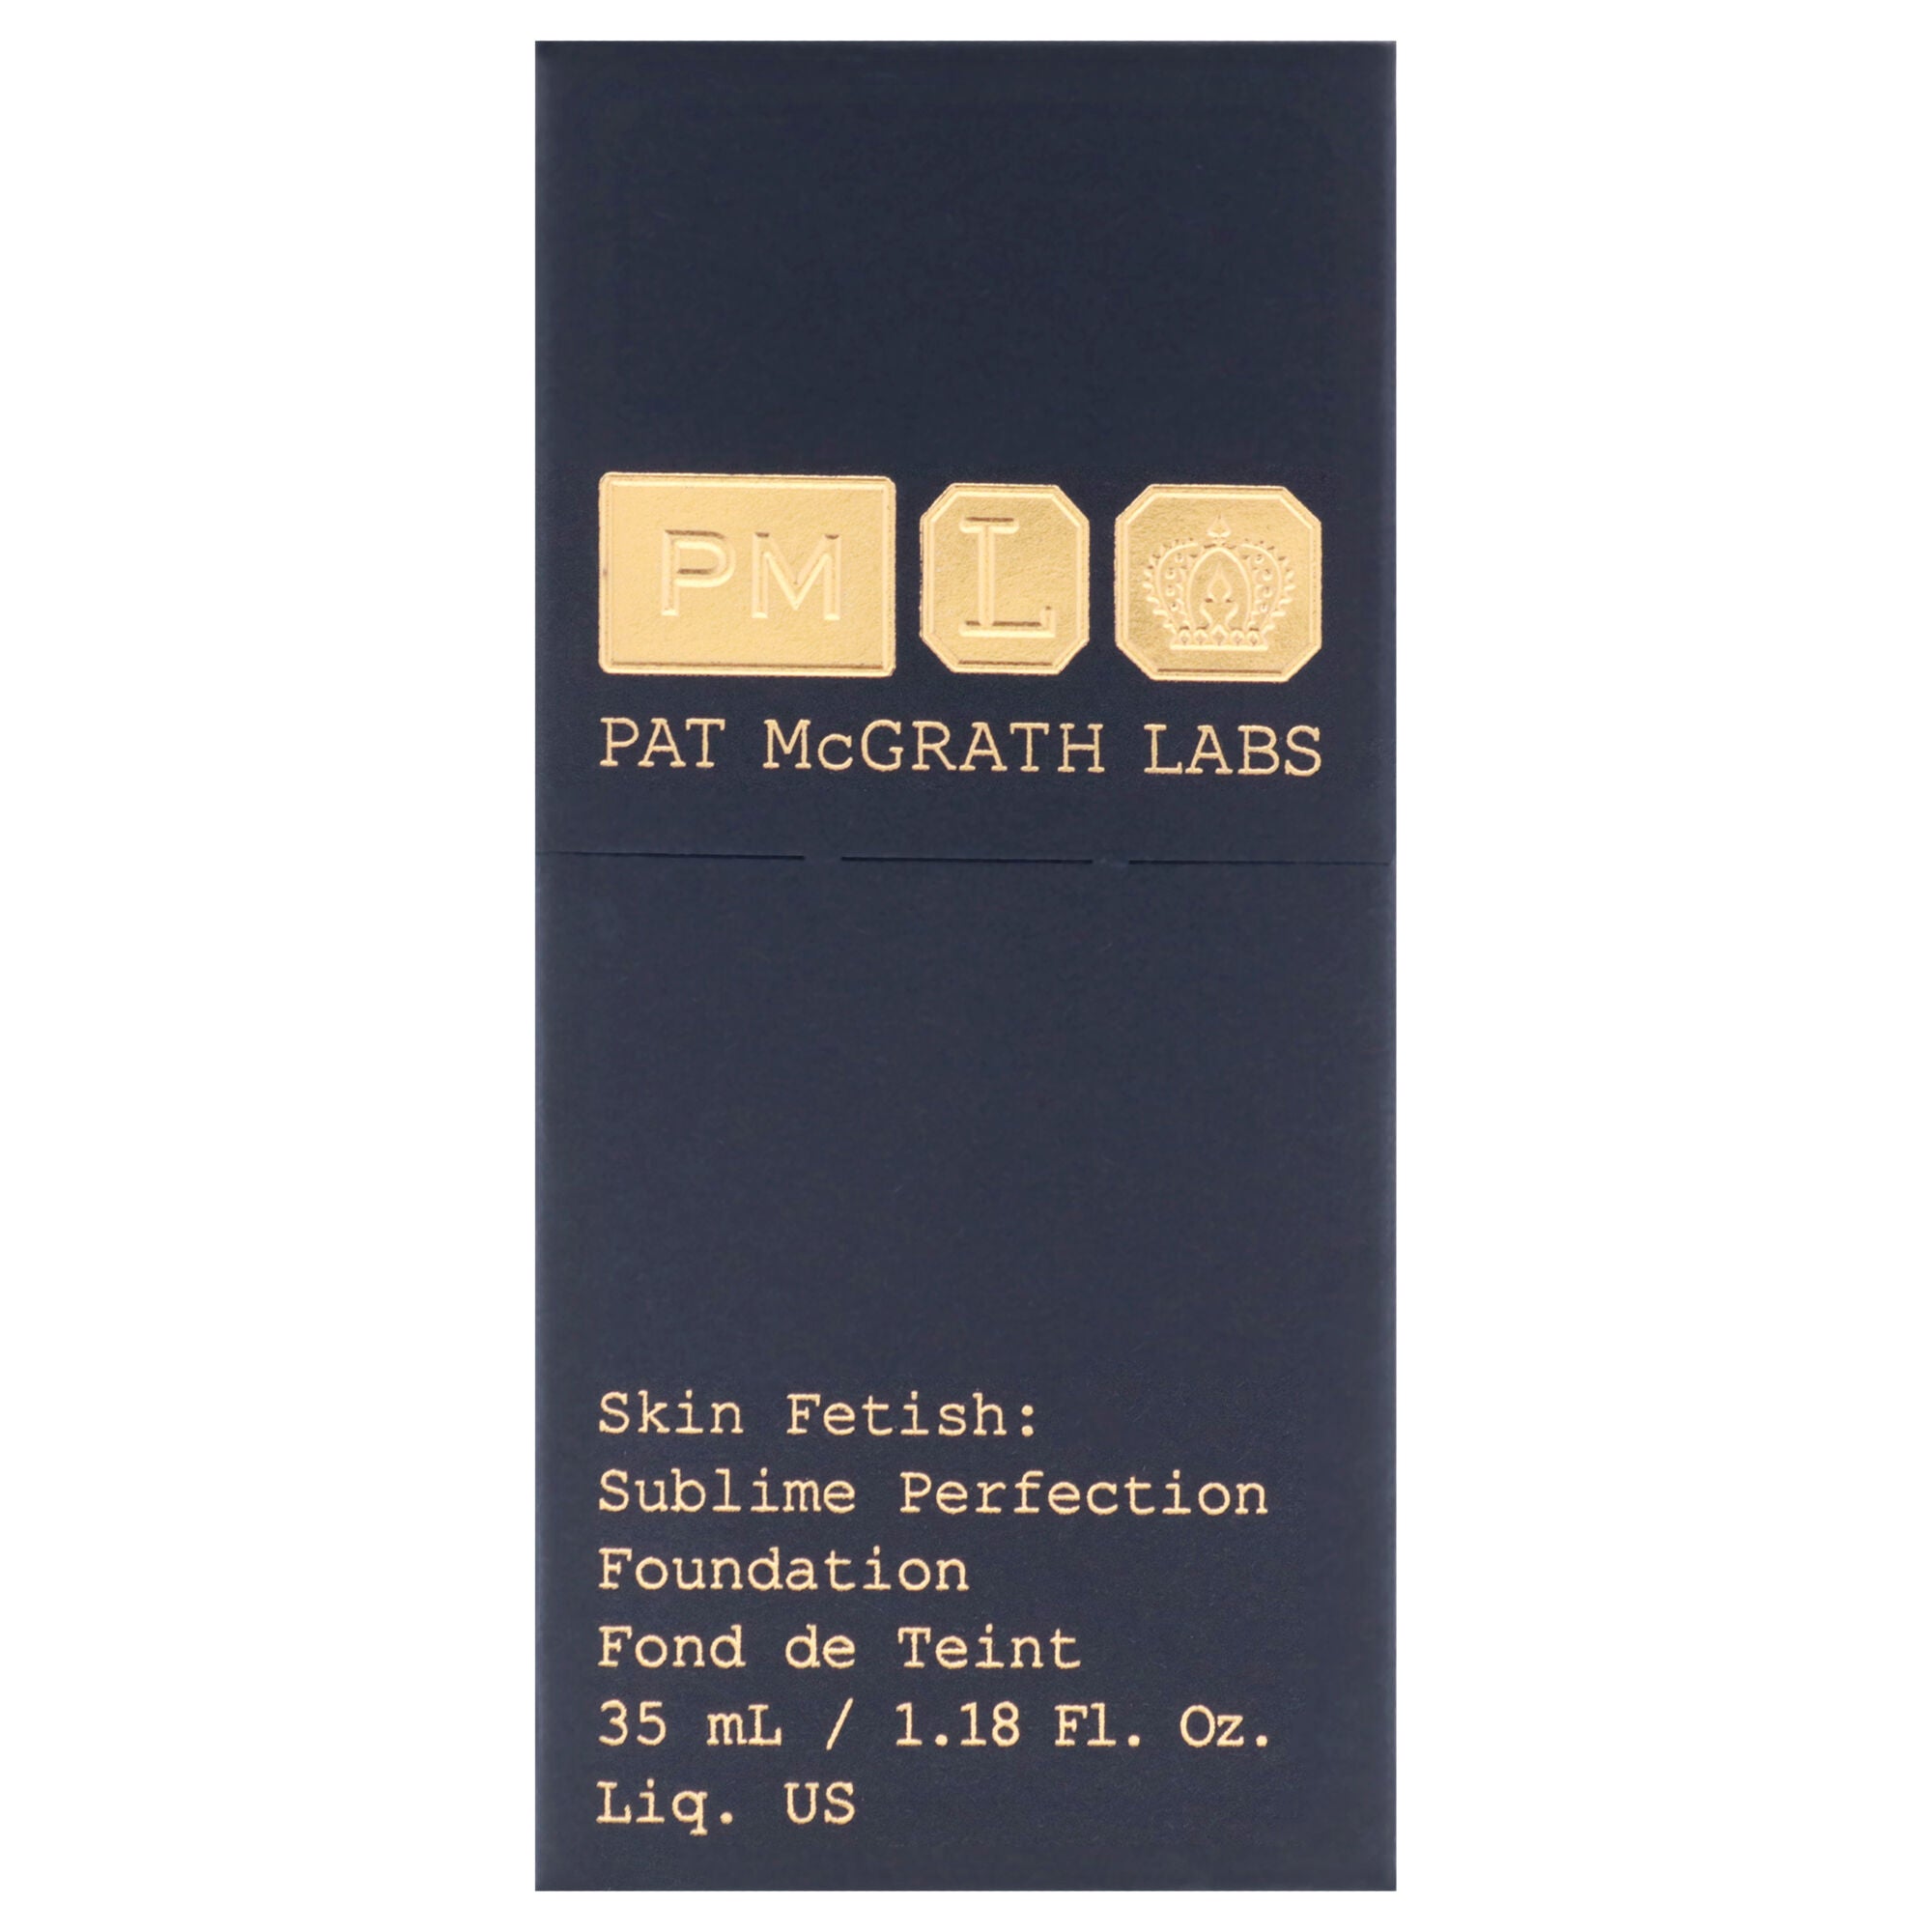 PM L
PAT McGRATH LABS
Skin Fetish:
Sublime Perfection
Foundation
Fond de Teint
35 mL / 1.18 Fl. Oz.
Liq. US